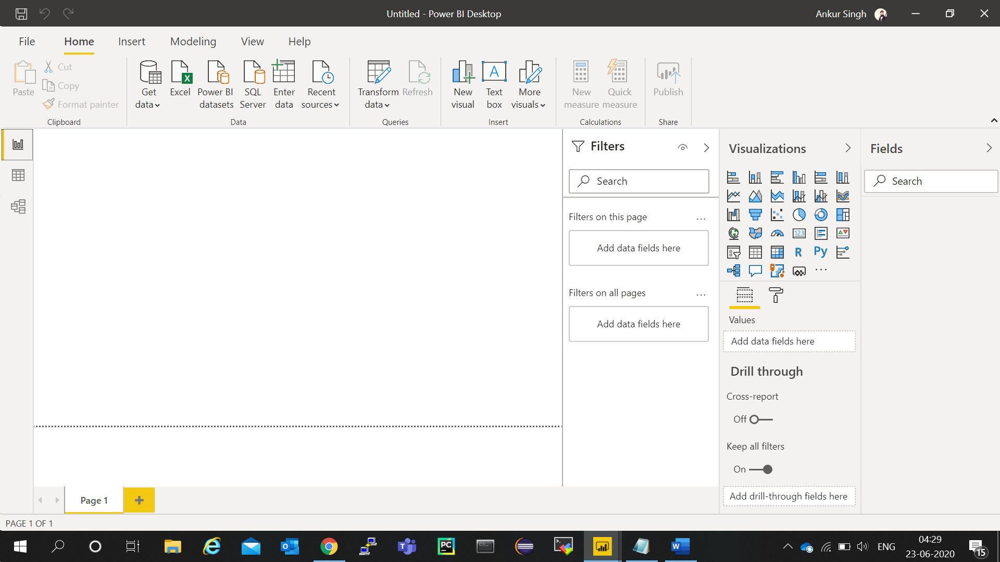 Untitled - Power BI Desktop
Ankur Singh
File
Home
Insert
Modeling
View
Help
Paste
Cut
Copy
Format painter
Clipboard
Get
data
Excel
Power BI
datasets
SQL
Server
Enter
data
Recent
sources
Data
Transform
data
Refresh
Queries
New
visual
Text
box
More
visuals
Insert
New
measure
Quick
measure
Calculations
Publish
Share
Filters
Search
Filters on this page
...
Add data fields here
Filters on all pages
...
Add data fields here
Visualizations
123
R
Py
...
Values
Add data fields here
Drill through
Cross-report
Off
Keep all filters
On
Add drill-through fields here
Fields
Search
Page 1
PAGE 1 OF 1
ENG
04:29
23-06-2020
15